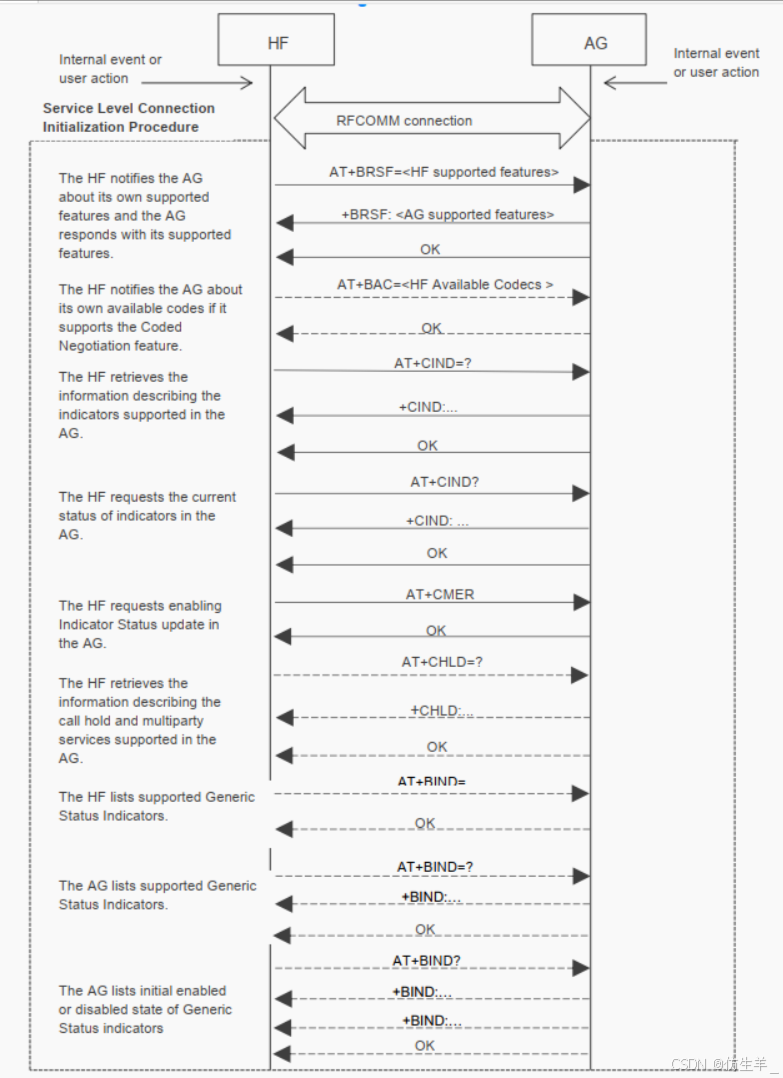 HF
AG
Internal event or
user action
Internal event
or user action
Service Level Connection
Initialization Procedure
RFCOMM connection
The HF notifies the AG
about its own supported
features and the AG
responds with its supported
features.
AT+BRSF=<HF supported features>
+BRSF: <AG supported features>
OK
The HF notifies the AG about
its own available codes if it
supports the Coded
Negotiation feature.
AT+BAC=<HF Available Codecs >
OK
The HF retrieves the
information describing the
indicators supported in the
AG.
AT+CIND=?
+CIND:...
OK
The HF requests the current
status of indicators in the
AG.
AT+CIND?
+CIND: ...
OK
The HF requests enabling
Indicator Status update in
the AG.
AT+CMER
OK
The HF retrieves the
information describing the
call hold and multiparty
services supported in the
AG.
AT+CHLD=?
+CHLD:...
OK
The HF lists supported Generic
Status Indicators.
AT+BIND=
OK
The AG lists supported Generic
Status Indicators.
AT+BIND=?
+BIND:...
OK
The AG lists initial enabled
or disabled state of Generic
Status indicators
AT+BIND?
+BIND:...
+BIND:...
OK
CSDN @仿生羊_